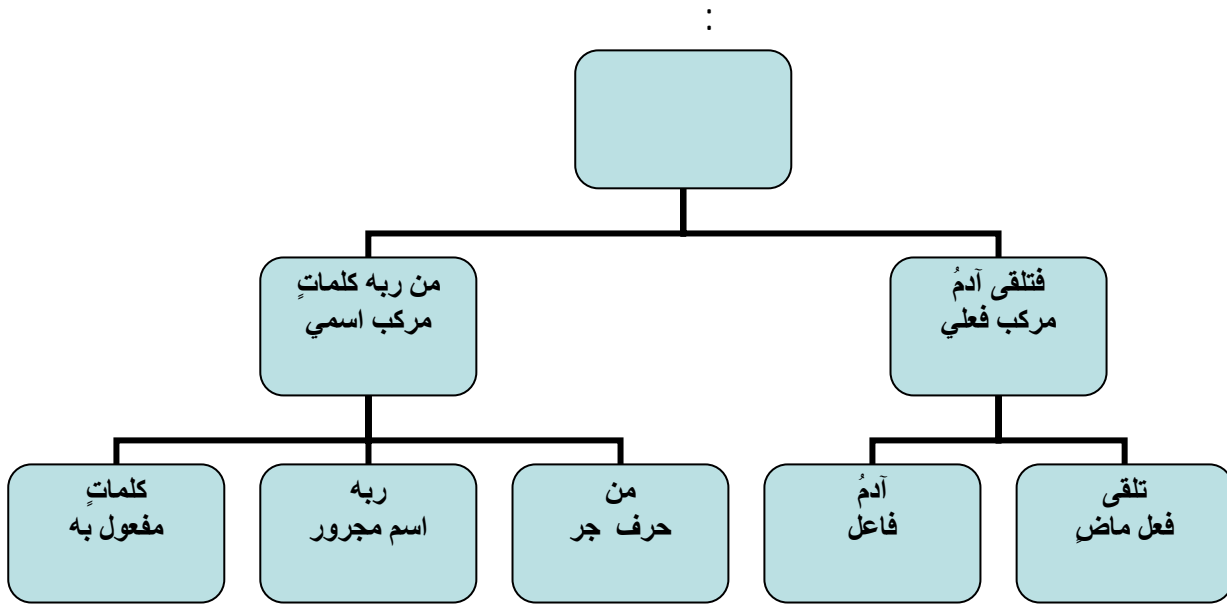 :
فتلقى آدمُ
مركب فعلي
من ربه كلماتٍ
مركب اسمي
تلقى
فعل ماضٍ
آدمُ
فاعل
من
حرف جر
ربه
اسم مجرور
كلماتٍ
مفعول به